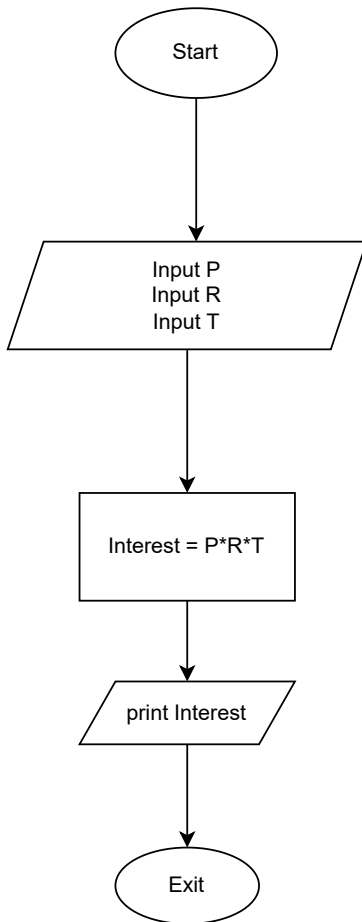 Start
Input P
Input R
Input T
Interest = P*R*T
print Interest
Exit